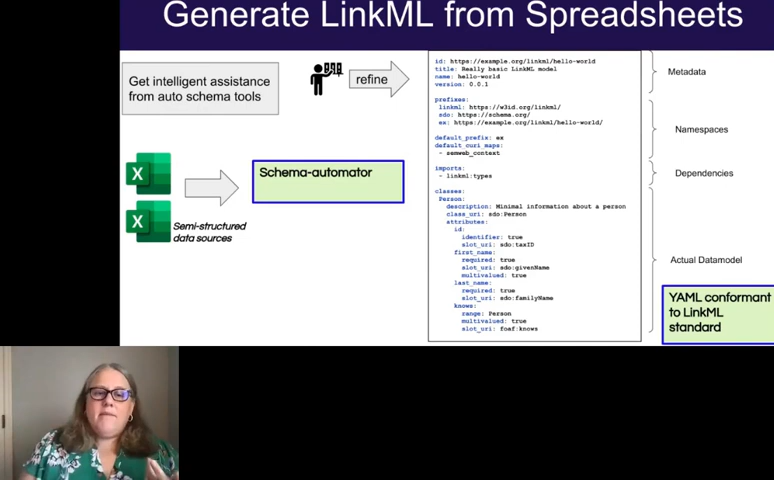 Generate LinkML from Spreadsheets
Get intelligent assistance
from auto schema tools
refine
Schema-automator
Semi-structured
data sources
id: https://example.org/linkml/hello-world
title: Really basic LinkML model
name: hello-world
version: 0.0.1
prefixes:
linkml: https://w3id.org/linkml/
sdo: https://schema.org/
ex: https://example.org/linkml/hello-world/
default_prefix: ex
default_curi_maps:
- semweb_context
imports:
- linkml:types
classes:
Person:
description: Minimal information about a person
class_uri: sdo:Person
attributes:
id:
identifier: true
slot_uri: sdo:taxID
first_name:
required: true
slot_uri: sdo:givenName
multivalued: true
last_name:
required: true
slot_uri: sdo:familyName
knows:
range: Person
multivalued: true
slot_uri: foaf:knows
Metadata
Namespaces
Dependencies
Actual Datamodel
YAML conformant
to LinkML
standard
X
X